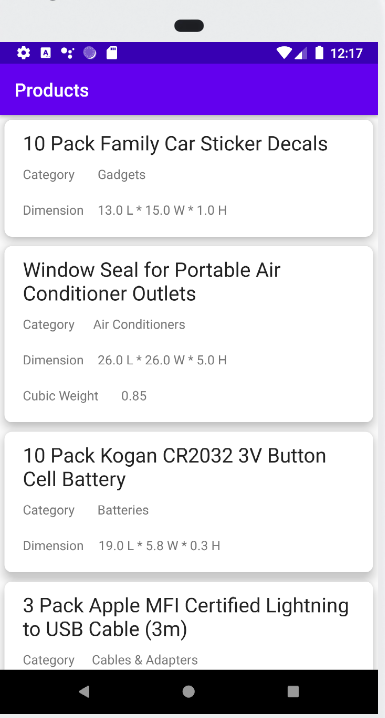 12:17
Products
10 Pack Family Car Sticker Decals
Category Gadgets
Dimension 13.0 L * 15.0 W * 1.0 H
Window Seal for Portable Air
Conditioner Outlets
Category Air Conditioners
Dimension 26.0 L * 26.0 W * 5.0 H
Cubic Weight 0.85
10 Pack Kogan CR2032 3V Button
Cell Battery
Category Batteries
Dimension 19.0 L * 5.8 W * 0.3 H
3 Pack Apple MFI Certified Lightning
to USB Cable (3m)
Category Cables & Adapters